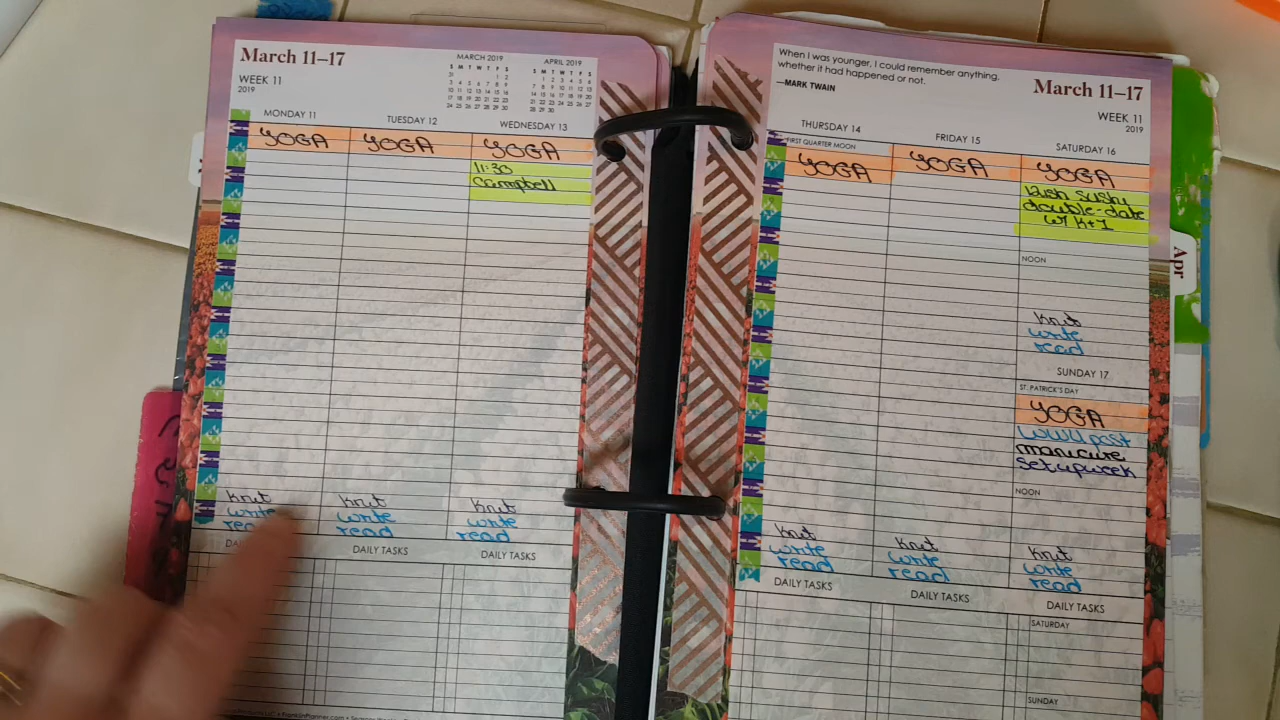 March 11–17
WEEK 11
2019
MARCH 2019
S M T W T F S
APRIL 2019
S M T W T F S
MONDAY 11
TUESDAY 12
WEDNESDAY 13
YOGA
YOGA
YOGA
11:30
Campbell
knit
write
read
knit
write
read
knit
write
read
DAILY TASKS
DAILY TASKS
When I was younger, I could remember anything,
whether it had happened or not.
—MARK TWAIN
March 11–17
WEEK 11
2019
THURSDAY 14
FRIDAY 15
SATURDAY 16
FIRST QUARTER MOON
YOGA
YOGA
YOGA
12ish sushi
double-date
w/ k+1
NOON
knit
write
read
SUNDAY 17
ST. PATRICK'S DAY
YOGA
WWU post
manicure
set up week
NOON
knit
write
read
knit
write
read
knit
write
read
DAILY TASKS
DAILY TASKS
DAILY TASKS
SATURDAY
SUNDAY
Apr